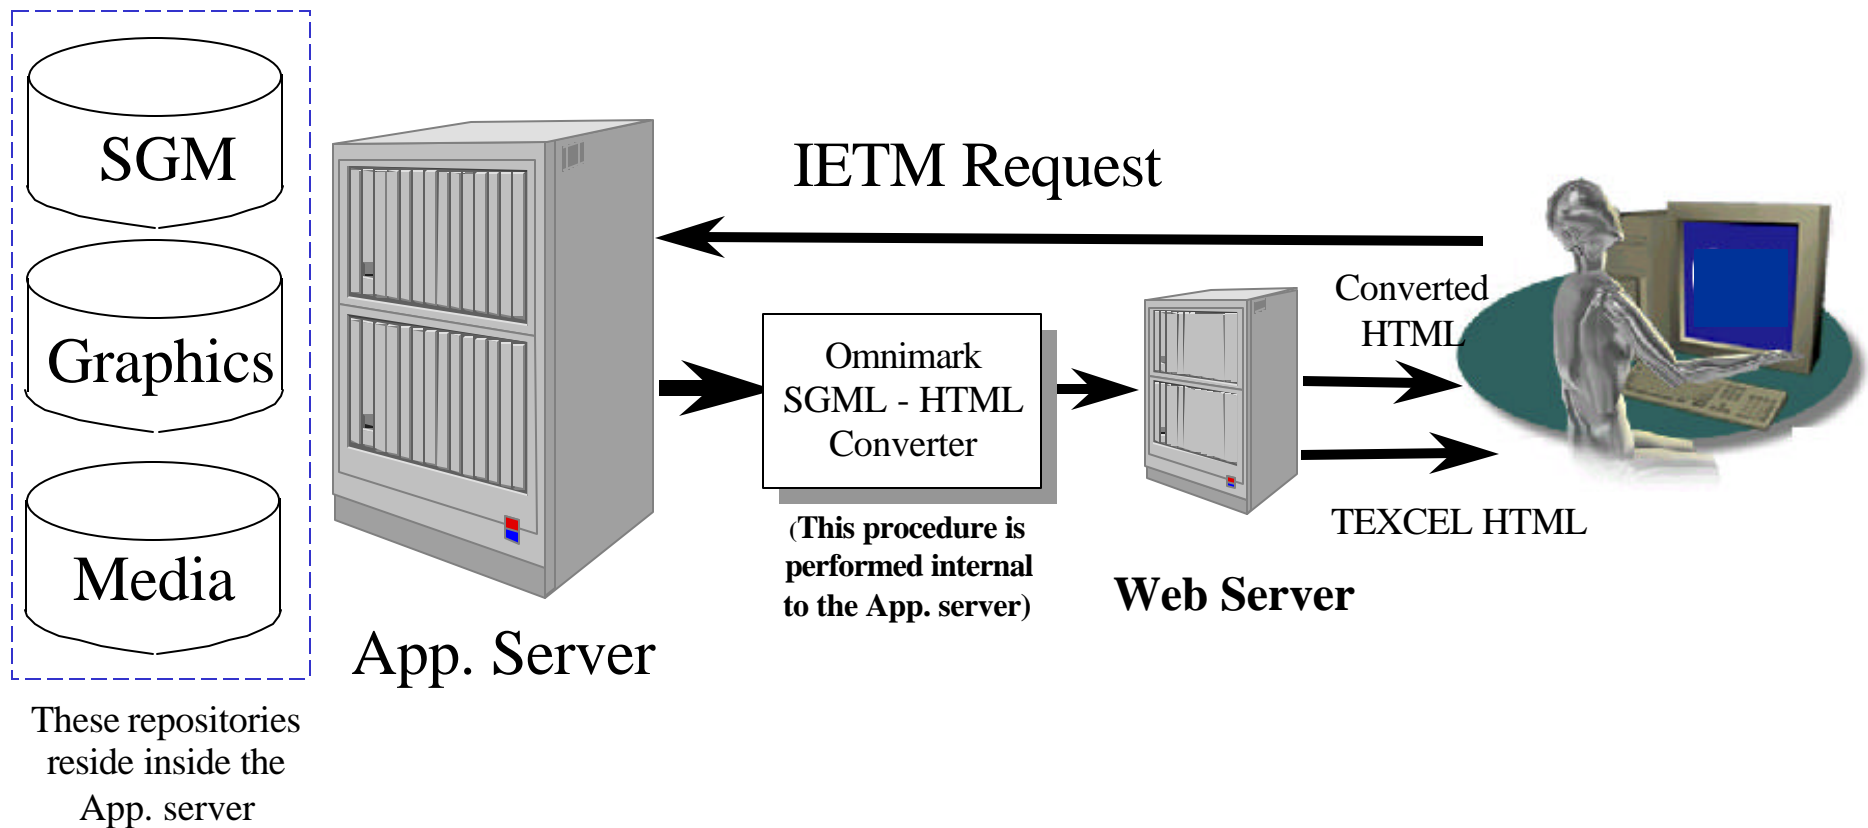 SGM
Graphics
Media
These repositories
reside inside the
App. server
App. Server
IETM Request
Omnimark
SGML - HTML
Converter
(This procedure is
performed internal
to the App. server)
Web Server
Converted
HTML
TEXCEL HTML